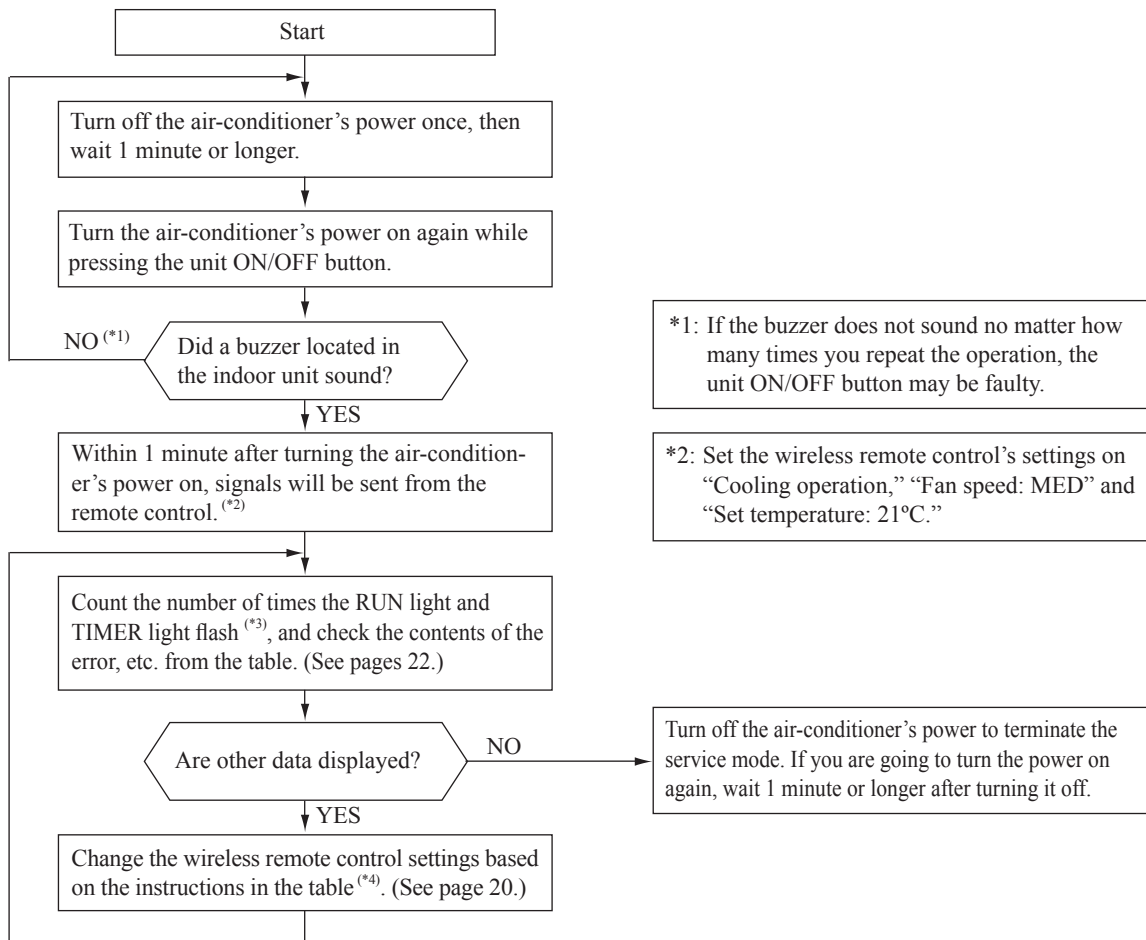 Start
Turn off the air-conditioner’s power once, then
wait 1 minute or longer.
Turn the air-conditioner’s power on again while
pressing the unit ON/OFF button.
NO (*1)
Did a buzzer located in
the indoor unit sound?
YES
*1: If the buzzer does not sound no matter how
many times you repeat the operation, the
unit ON/OFF button may be faulty.
Within 1 minute after turning the air-condition-
er’s power on, signals will be sent from the
remote control. (*2)
*2: Set the wireless remote control’s settings on
“Cooling operation,” “Fan speed: MED” and
“Set temperature: 21ºC.”
Count the number of times the RUN light and
TIMER light flash (*3), and check the contents of the
error, etc. from the table. (See pages 22.)
Are other data displayed?
NO
Turn off the air-conditioner’s power to terminate the
service mode. If you are going to turn the power on
again, wait 1 minute or longer after turning it off.
YES
Change the wireless remote control settings based
on the instructions in the table (*4). (See page 20.)